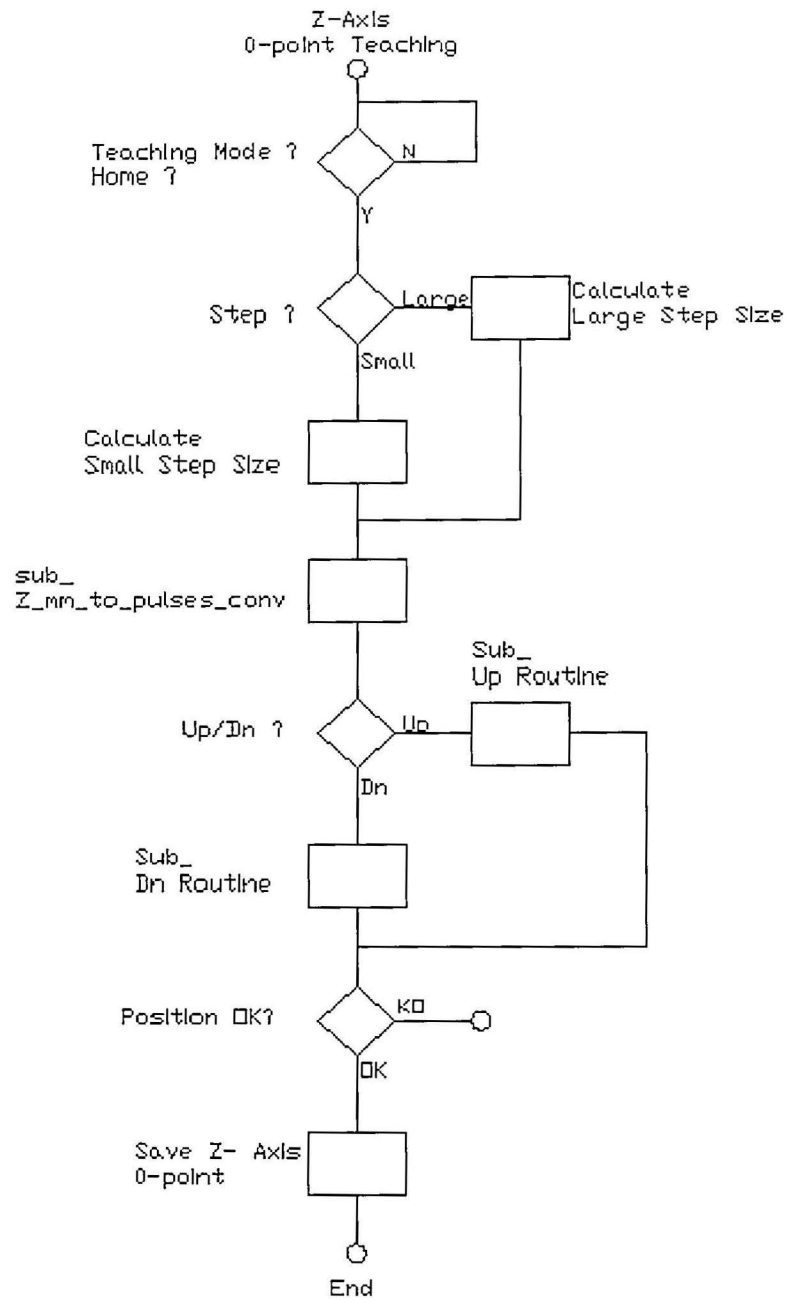 Z-Axis
0-point Teaching
Teaching Mode ?
Home ?
N
Y
Step ?
Large
Calculate
Large Step Size
Small
Calculate
Small Step Size
sub_
Z_mm_to_pulses_conv
Sub_
Up Routine
Up/Dn ?
Up
Dn
Sub_
Dn Routine
Position OK?
KO
OK
Save Z- Axis
0-point
End